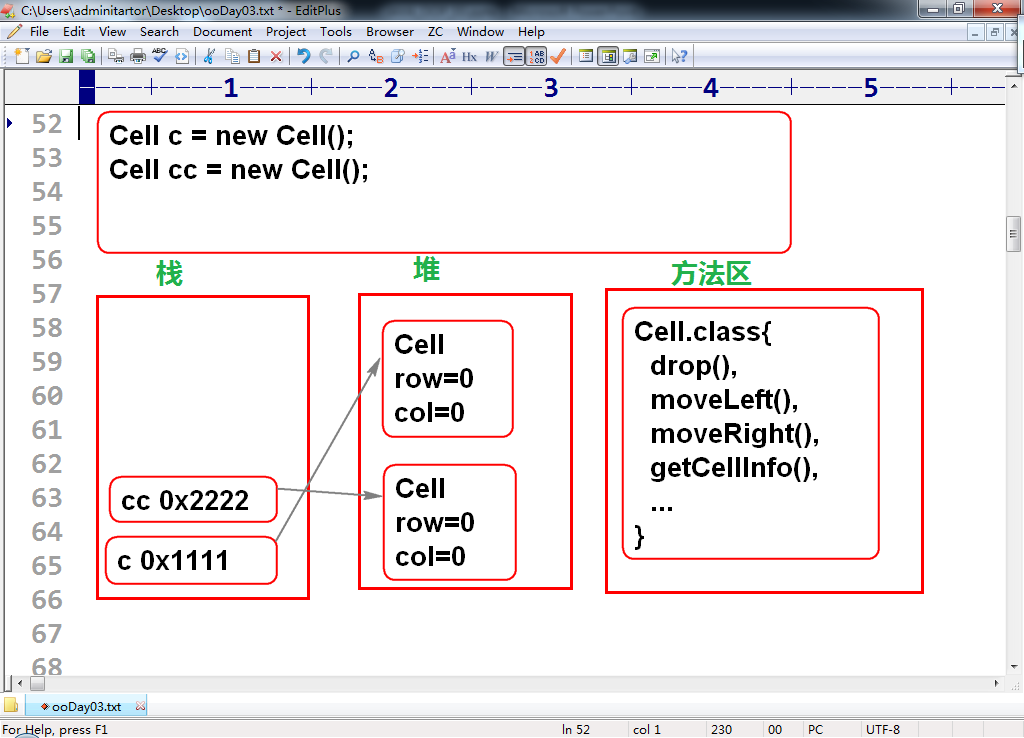 C:\Users\adminitartor\Desktop\ooDay03.txt * - EditPlus
File Edit View Search Document Project Tools Browser ZC Window Help
1 2 3 4 5
52
53
54
55
56
57
58
59
60
61
62
63
64
65
66
67
68
Cell c = new Cell();
Cell cc = new Cell();
栈
堆
方法区
cc 0x2222
c 0x1111
Cell
row=0
col=0
Cell
row=0
col=0
Cell.class{
drop(),
moveLeft(),
moveRight(),
getCellInfo(),
...
}
ooDay03.txt
For Help, press F1
ln 52 col 1 230 00 PC UTF-8